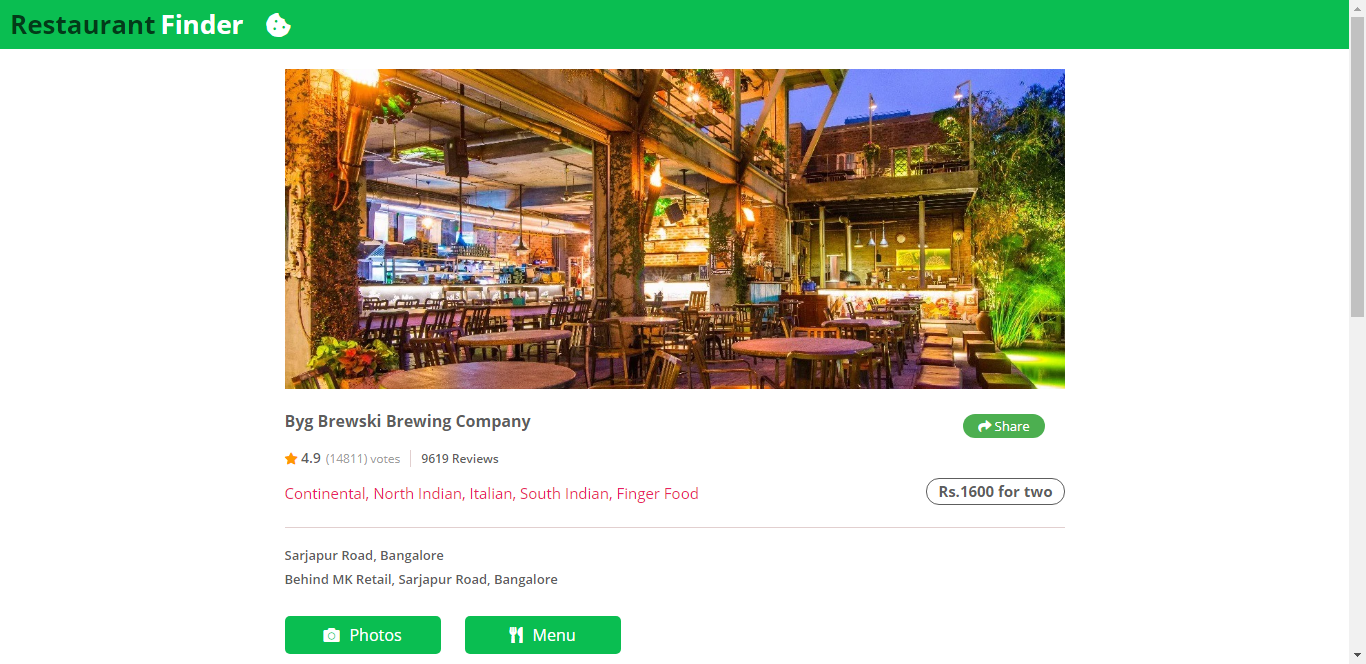 Restaurant Finder
Byg Brewski Brewing Company
Share
4.9 (14811) votes 9619 Reviews
Continental, North Indian, Italian, South Indian, Finger Food
Rs.1600 for two
Sarjapur Road, Bangalore
Behind MK Retail, Sarjapur Road, Bangalore
Photos Menu